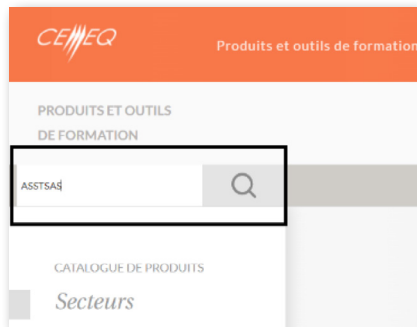 CEMEQ
Produits et outils de formation
PRODUITS ET OUTILS
DE FORMATION
ASSTSAS
CATALOGUE DE PRODUITS
Secteurs